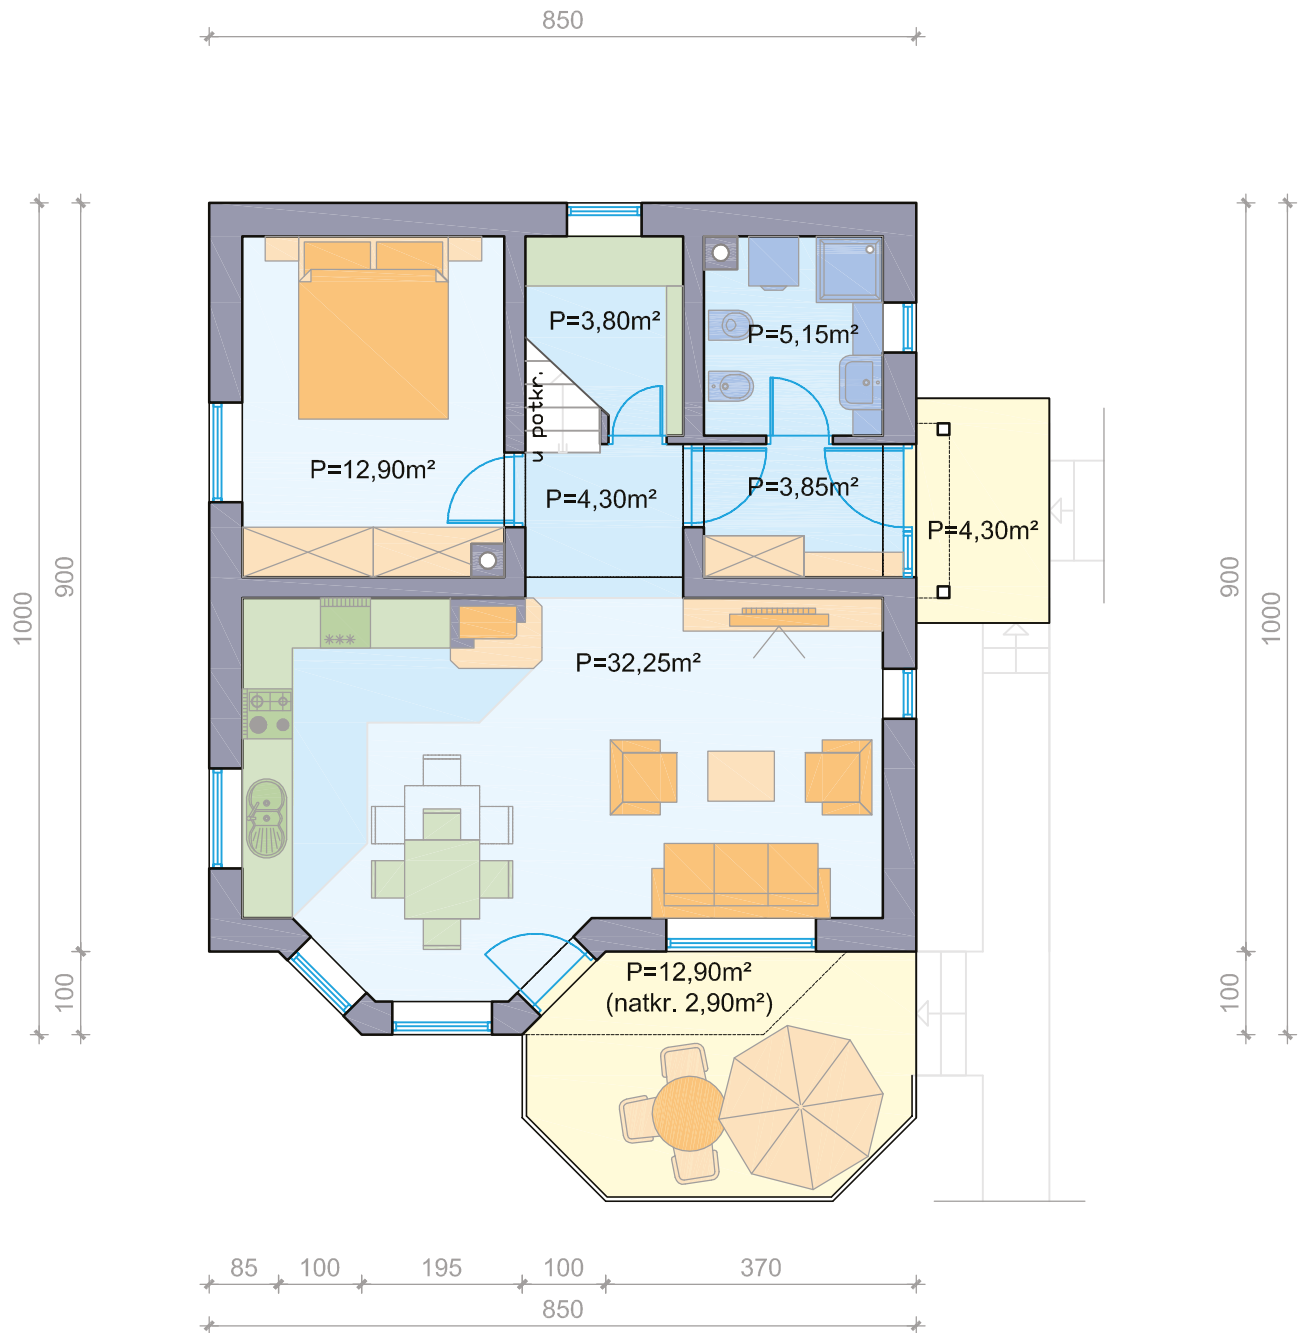 850
P=3,80m²
P=5,15m²
u potkr.
P=12,90m²
P=4,30m²
P=3,85m²
P=4,30m²
1000
900
900
1000
P=32,25m²
P=12,90m²
(natkr. 2,90m²)
100
100
85
100
195
100
370
850